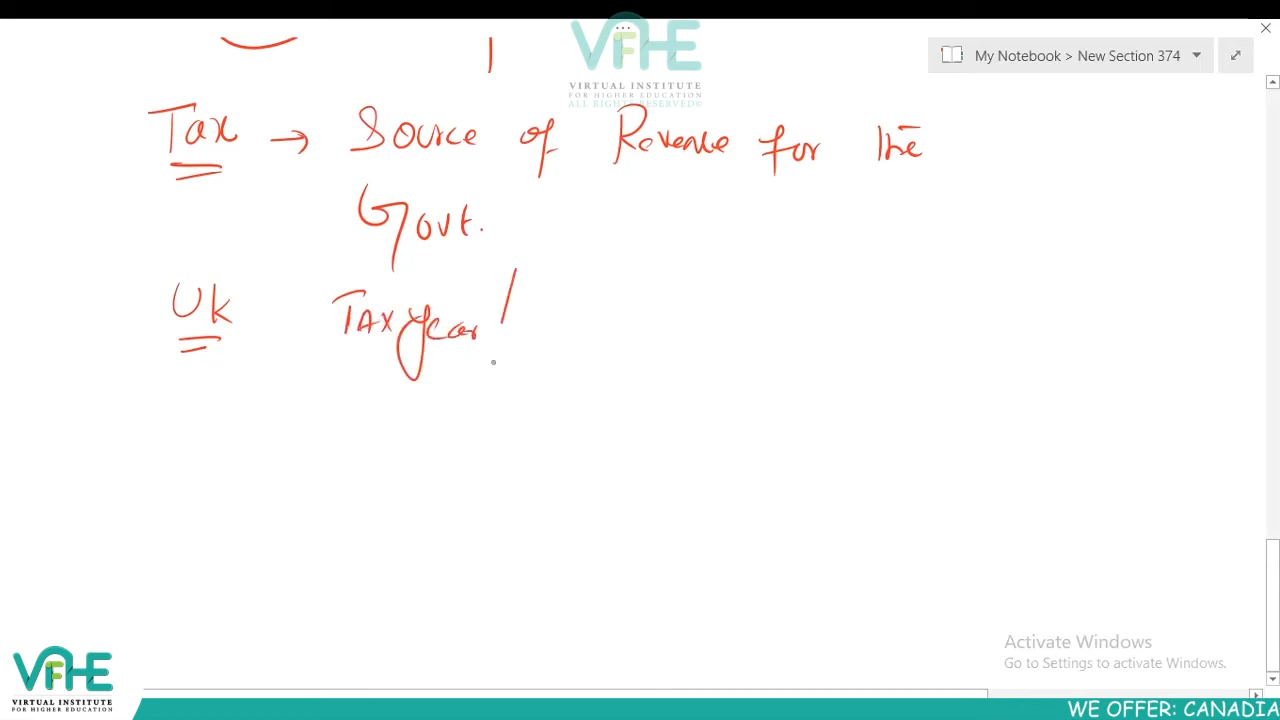 VFHE
VIRTUAL INSTITUTE
FOR HIGHER EDUCATION
ALL RIGHTS RESERVED©
My Notebook > New Section 374
Tax → Source of Revenue for the
Govt.
Uk Tax year /
Activate Windows
Go to Settings to activate Windows.
VFHE
VIRTUAL INSTITUTE
FOR HIGHER EDUCATION
WE OFFER: CANADIA